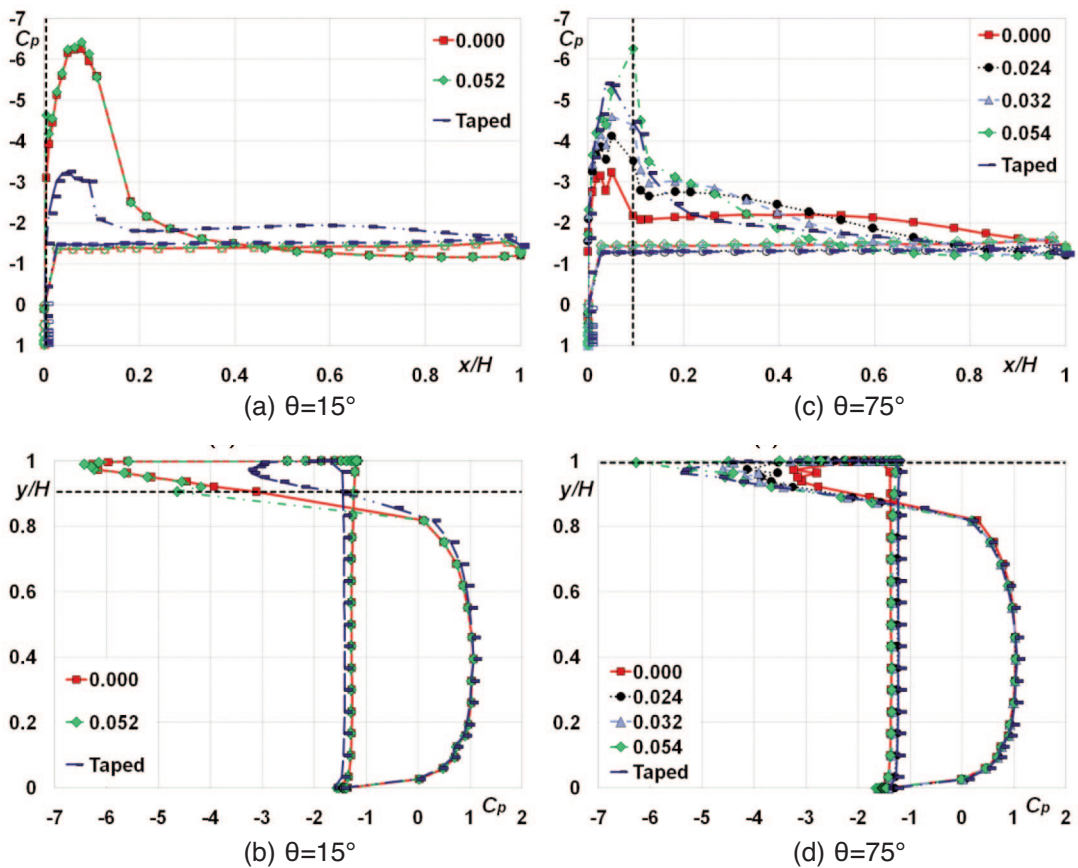 -7
Cp
-6
-5
-4
-3
-2
-1
0
1
0.000
0.052
Taped
0 0.2 0.4 0.6 0.8 1
x/H
(a) θ=15°
-7
Cp
-6
-5
-4
-3
-2
-1
0
1
0.000
0.024
0.032
0.054
Taped
0 0.2 0.4 0.6 0.8 1
x/H
(c) θ=75°
1
y/H
0.8
0.6
0.4
0.2
0
0.000
0.052
Taped
Cp
-7 -6 -5 -4 -3 -2 -1 0 1 2
(b) θ=15°
1
y/H
0.8
0.6
0.4
0.2
0
0.000
0.024
0.032
0.054
Taped
Cp
-7 -6 -5 -4 -3 -2 -1 0 1 2
(d) θ=75°